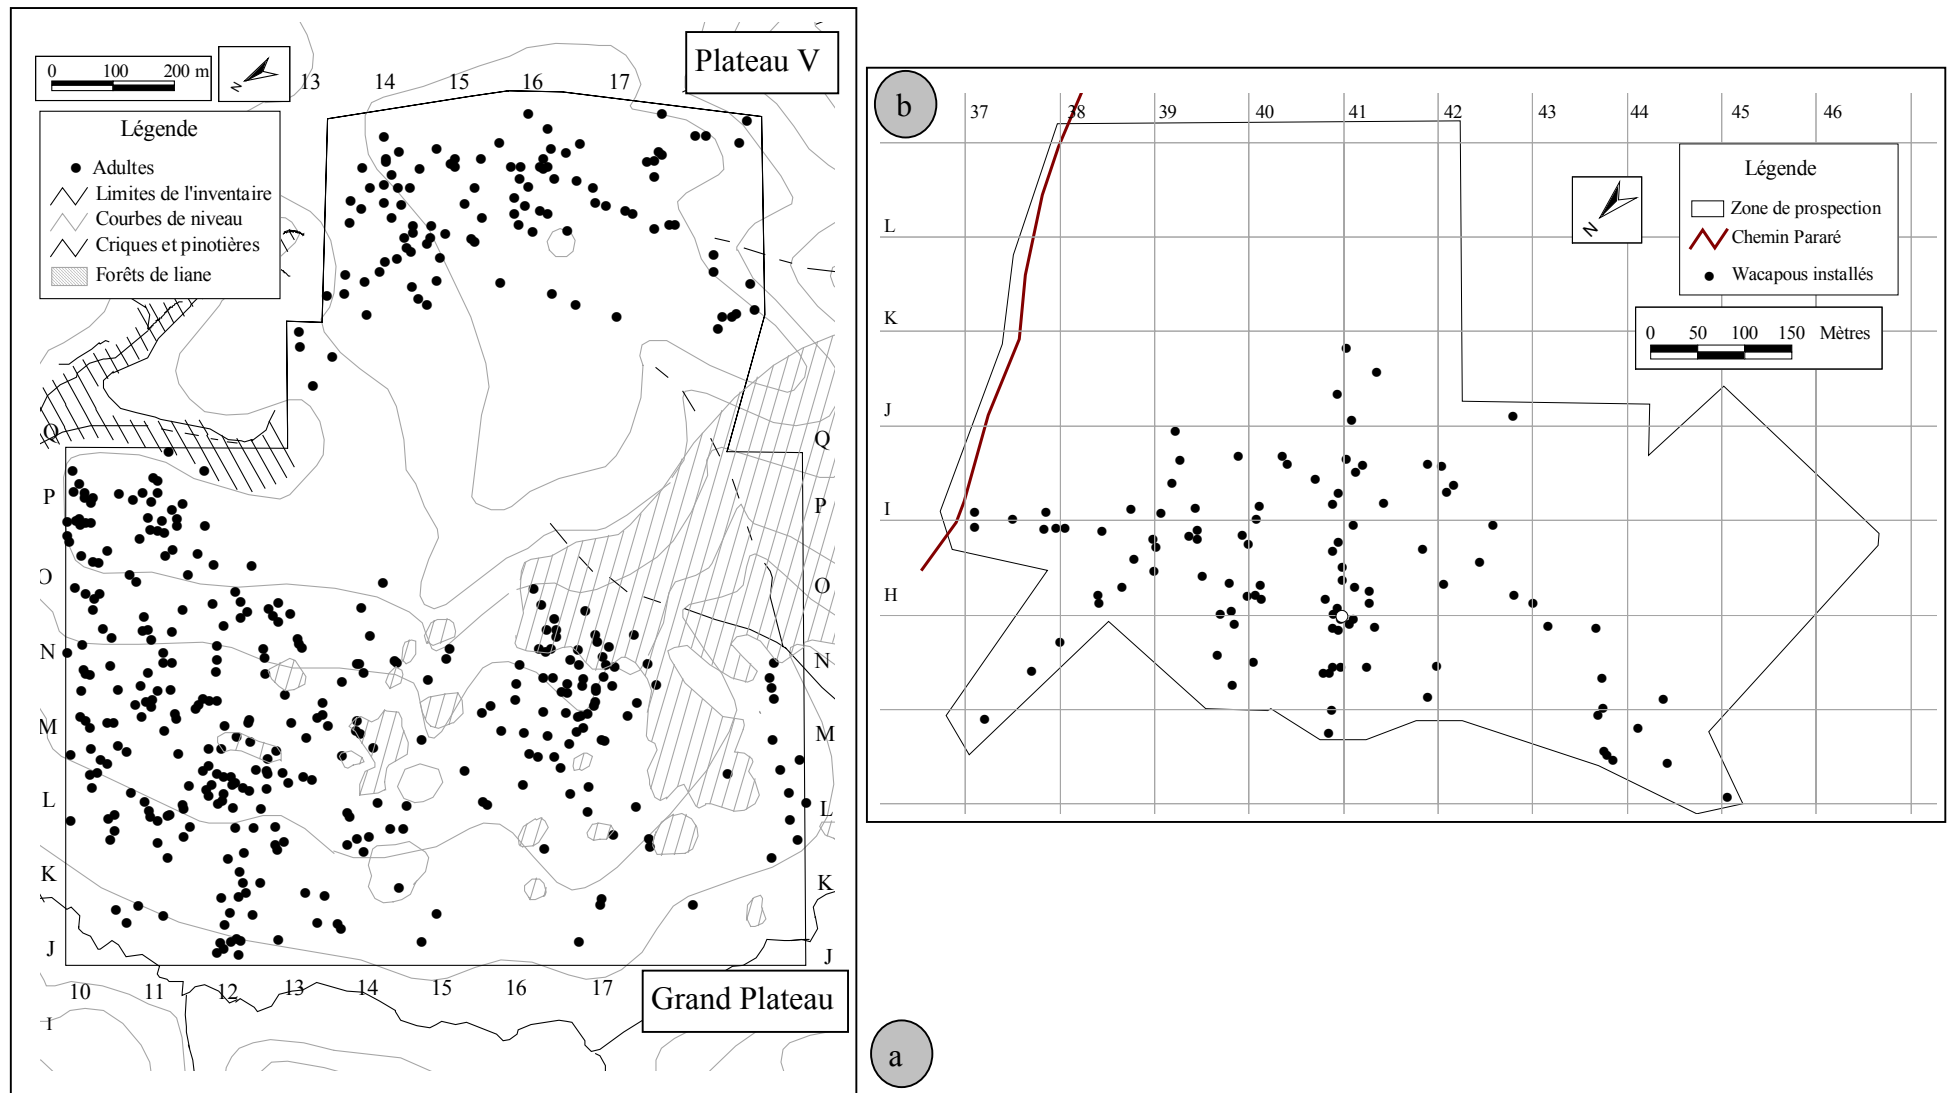 Plateau V
0 100 200 m
N
13 14 15 16 17
Légende
Adultes
Limites de l'inventaire
Courbes de niveau
Criques et pinotières
Forêts de liane
Q Q
P P
O O
N N
M M
L L
K K
J J
10 11 12 13 14 15 16 17
I
Grand Plateau
a
b
37 38 39 40 41 42 43 44 45 46
Légende
Zone de prospection
Chemin Pararé
Wacapous installés
N
0 50 100 150 Mètres
L
K
J
I
H